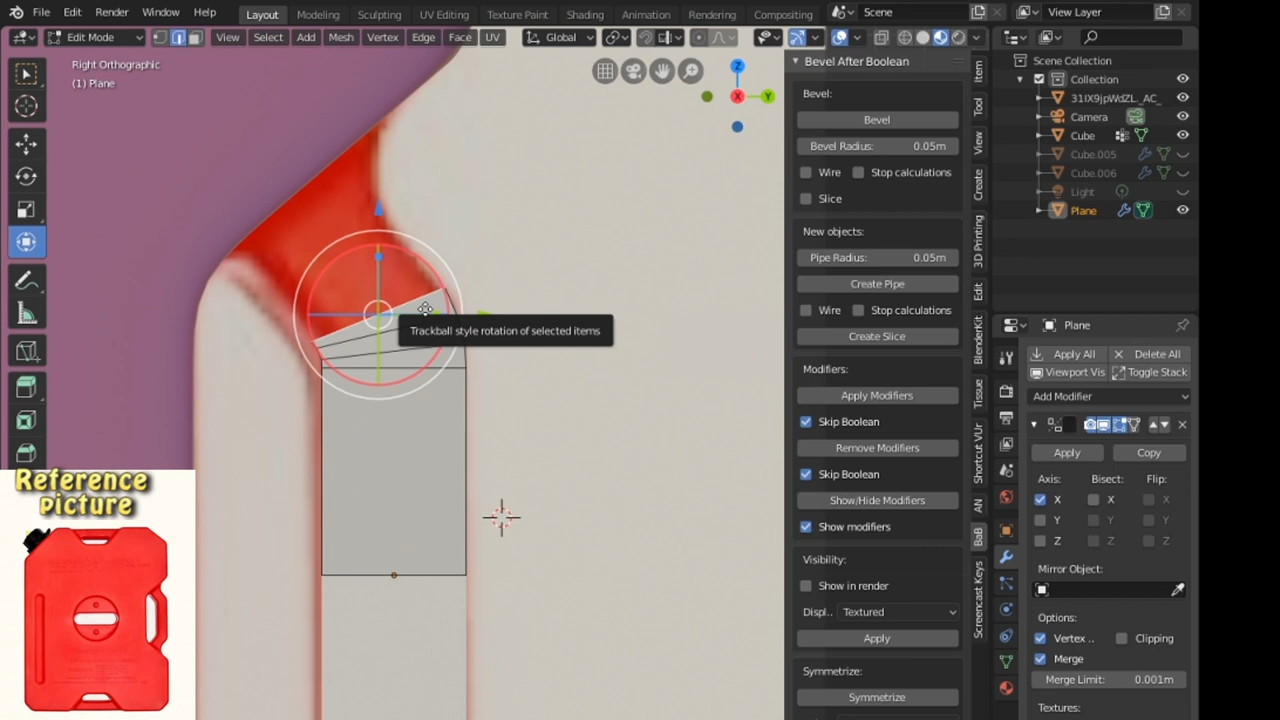 File Edit Render Window Help Layout Modeling Sculpting UV Editing Texture Paint Shading Animation Rendering Compositing Scene View Layer
Edit Mode View Select Add Mesh Vertex Edge Face UV Global
Right Orthographic
(1) Plane
Z
X
Y
Trackball style rotation of selected items
Reference
picture
Bevel After Boolean
Bevel:
Bevel
Bevel Radius: 0.05m
Wire Stop calculations
Slice
New objects:
Pipe Radius: 0.05m
Create Pipe
Wire Stop calculations
Create Slice
Modifiers:
Apply Modifiers
Skip Boolean
Remove Modifiers
Skip Boolean
Show/Hide Modifiers
Show modifiers
Visibility:
Show in render
Displ.. Textured
Apply
Symmetrize:
Symmetrize
Item
Tool
View
Create
3D Printing
Edit
BlenderKit
Tissue
Shortcut VUr
AN
BaB
Screencast Keys
Scene Collection
Collection
31IX9jpWdZL_AC_
Camera
Cube
Cube.005
Cube.006
Light
Plane
Plane
Apply All Delete All
Viewport Vis Toggle Stack
Add Modifier
Apply Copy
Axis: Bisect: Flip:
X X X
Y Y Y
Z Z Z
Mirror Object:
Options:
Vertex .. Clipping
Merge
Merge Limit: 0.001m
Textures: